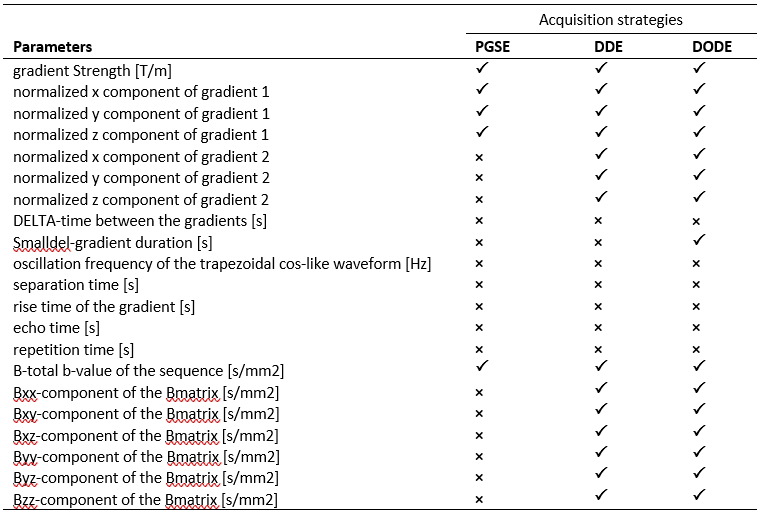 Acquisition strategies
Parameters PGSE DDE DODE
gradient Strength [T/m] ✓ ✓ ✓
normalized x component of gradient 1 ✓ ✓ ✓
normalized y component of gradient 1 ✓ ✓ ✓
normalized z component of gradient 1 ✓ ✓ ✓
normalized x component of gradient 2 × ✓ ✓
normalized y component of gradient 2 × ✓ ✓
normalized z component of gradient 2 × ✓ ✓
DELTA-time between the gradients [s] × × ×
Smalldel-gradient duration [s] × × ✓
oscillation frequency of the trapezoidal cos-like waveform [Hz] × × ×
separation time [s] × × ×
rise time of the gradient [s] × × ×
echo time [s] × × ×
repetition time [s] × × ×
B-total b-value of the sequence [s/mm2] ✓ ✓ ✓
Bxx-component of the Bmatrix [s/mm2] × ✓ ✓
Bxy-component of the Bmatrix [s/mm2] × ✓ ✓
Bxz-component of the Bmatrix [s/mm2] × ✓ ✓
Byy-component of the Bmatrix [s/mm2] × ✓ ✓
Byz-component of the Bmatrix [s/mm2] × ✓ ✓
Bzz-component of the Bmatrix [s/mm2] × ✓ ✓